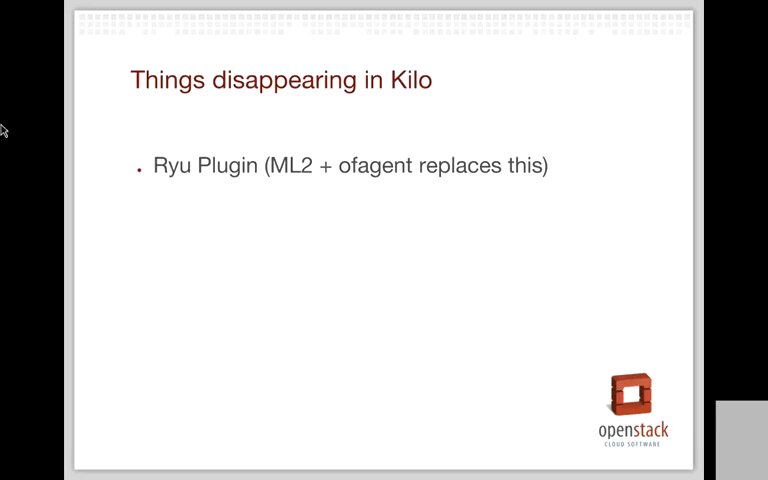 Things disappearing in Kilo
. Ryu Plugin (ML2 + ofagent replaces this)
openstack
CLOUD SOFTWARE